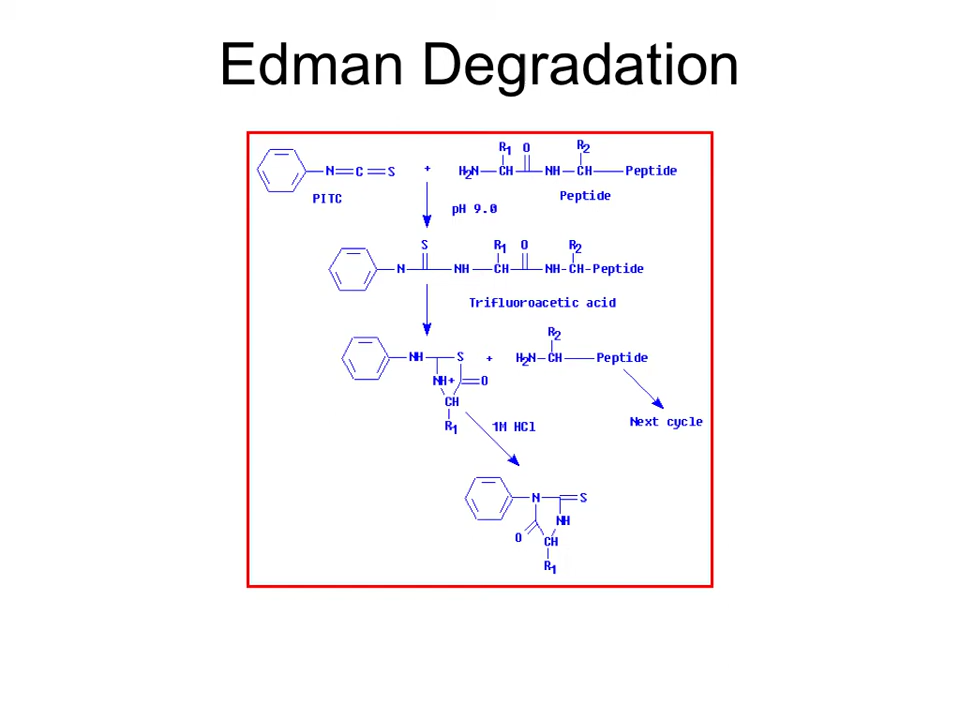 Edman Degradation
R1 O R2
N C S + H2N CH NH CH Peptide
PITC Peptide
pH 9.0
S R1 O R2
N NH CH NH-CH-Peptide
Trifluoroacetic acid
R2
NH S + H2N-CH Peptide
NH+ O
CH
R1 1M HCl Next cycle
N S
NH
O CH
R1